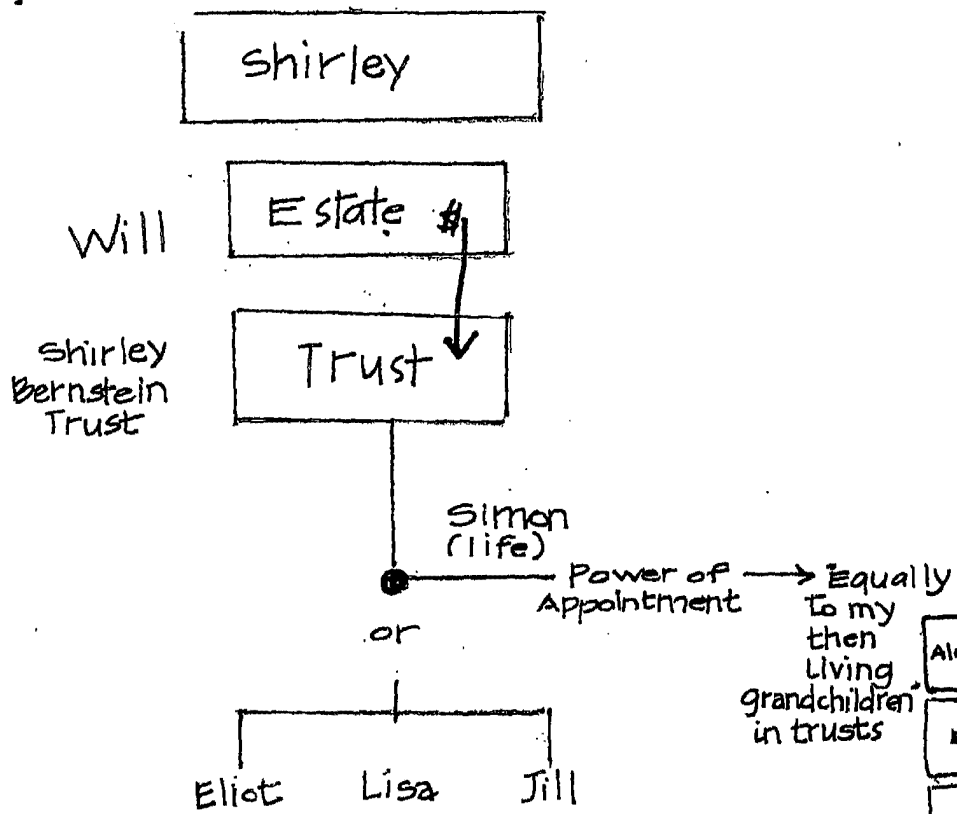 Shirley
Will
Estate $
Shirley
Bernstein
Trust
Trust
Simon
(life)
Power of
Appointment
"Equally
To my
then
Living
grandchildren"
in trusts
or
Eliot Lisa Jill